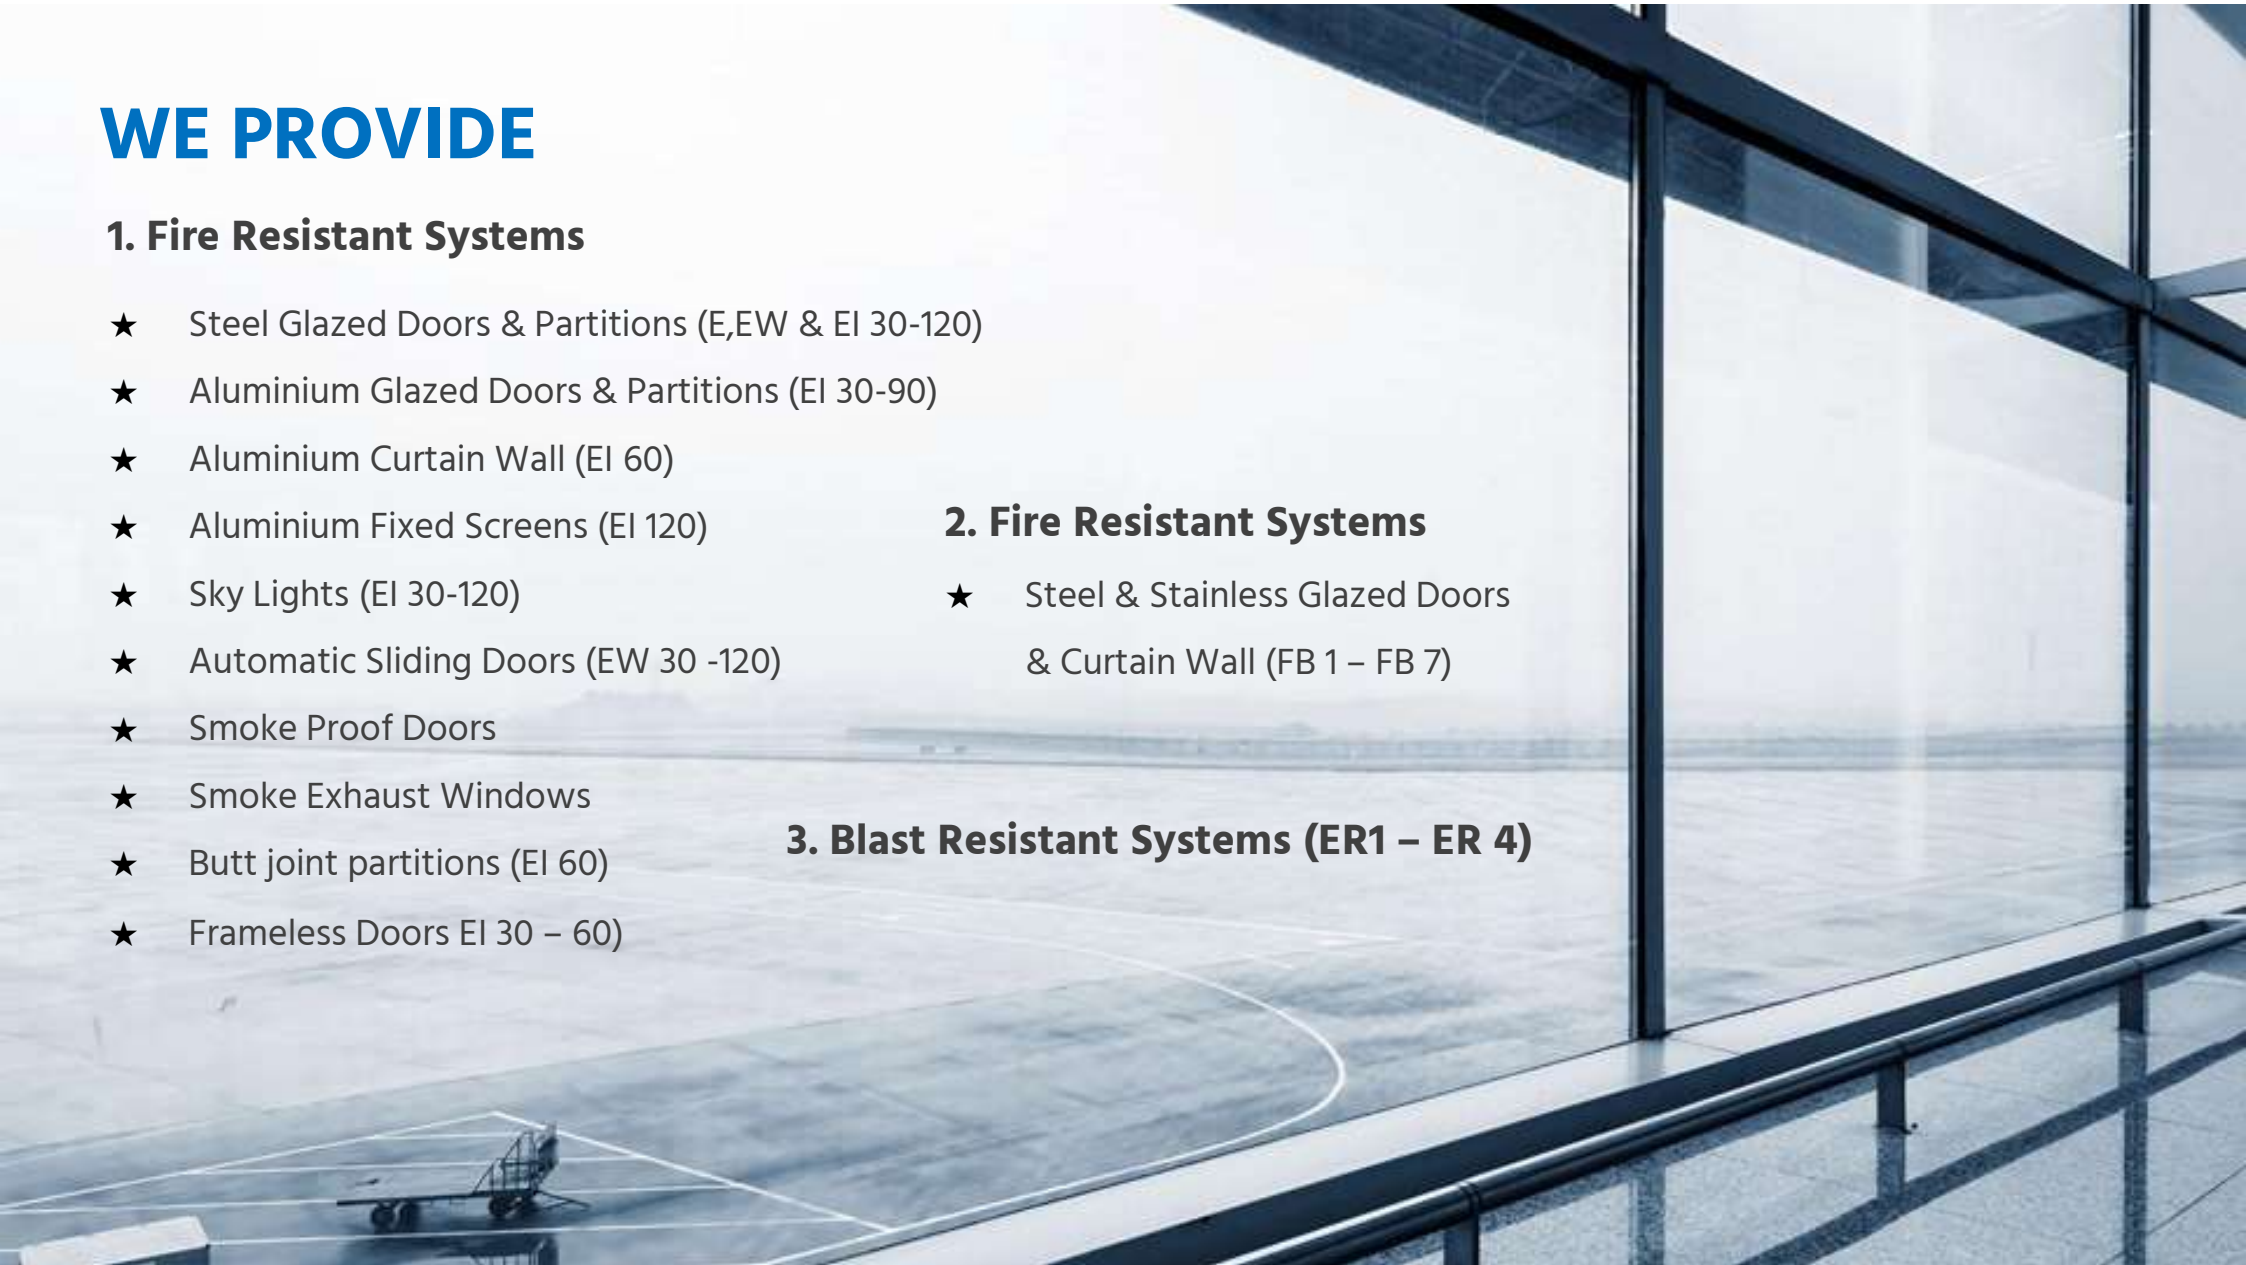 WE PROVIDE
1. Fire Resistant Systems
★ Steel Glazed Doors & Partitions (E,EW & EI 30-120)
★ Aluminium Glazed Doors & Partitions (EI 30-90)
★ Aluminium Curtain Wall (EI 60)
★ Aluminium Fixed Screens (EI 120)
★ Sky Lights (EI 30-120)
★ Automatic Sliding Doors (EW 30 -120)
★ Smoke Proof Doors
★ Smoke Exhaust Windows
★ Butt joint partitions (EI 60)
★ Frameless Doors EI 30 – 60)
2. Fire Resistant Systems
★ Steel & Stainless Glazed Doors
& Curtain Wall (FB 1 – FB 7)
3. Blast Resistant Systems (ER1 – ER 4)